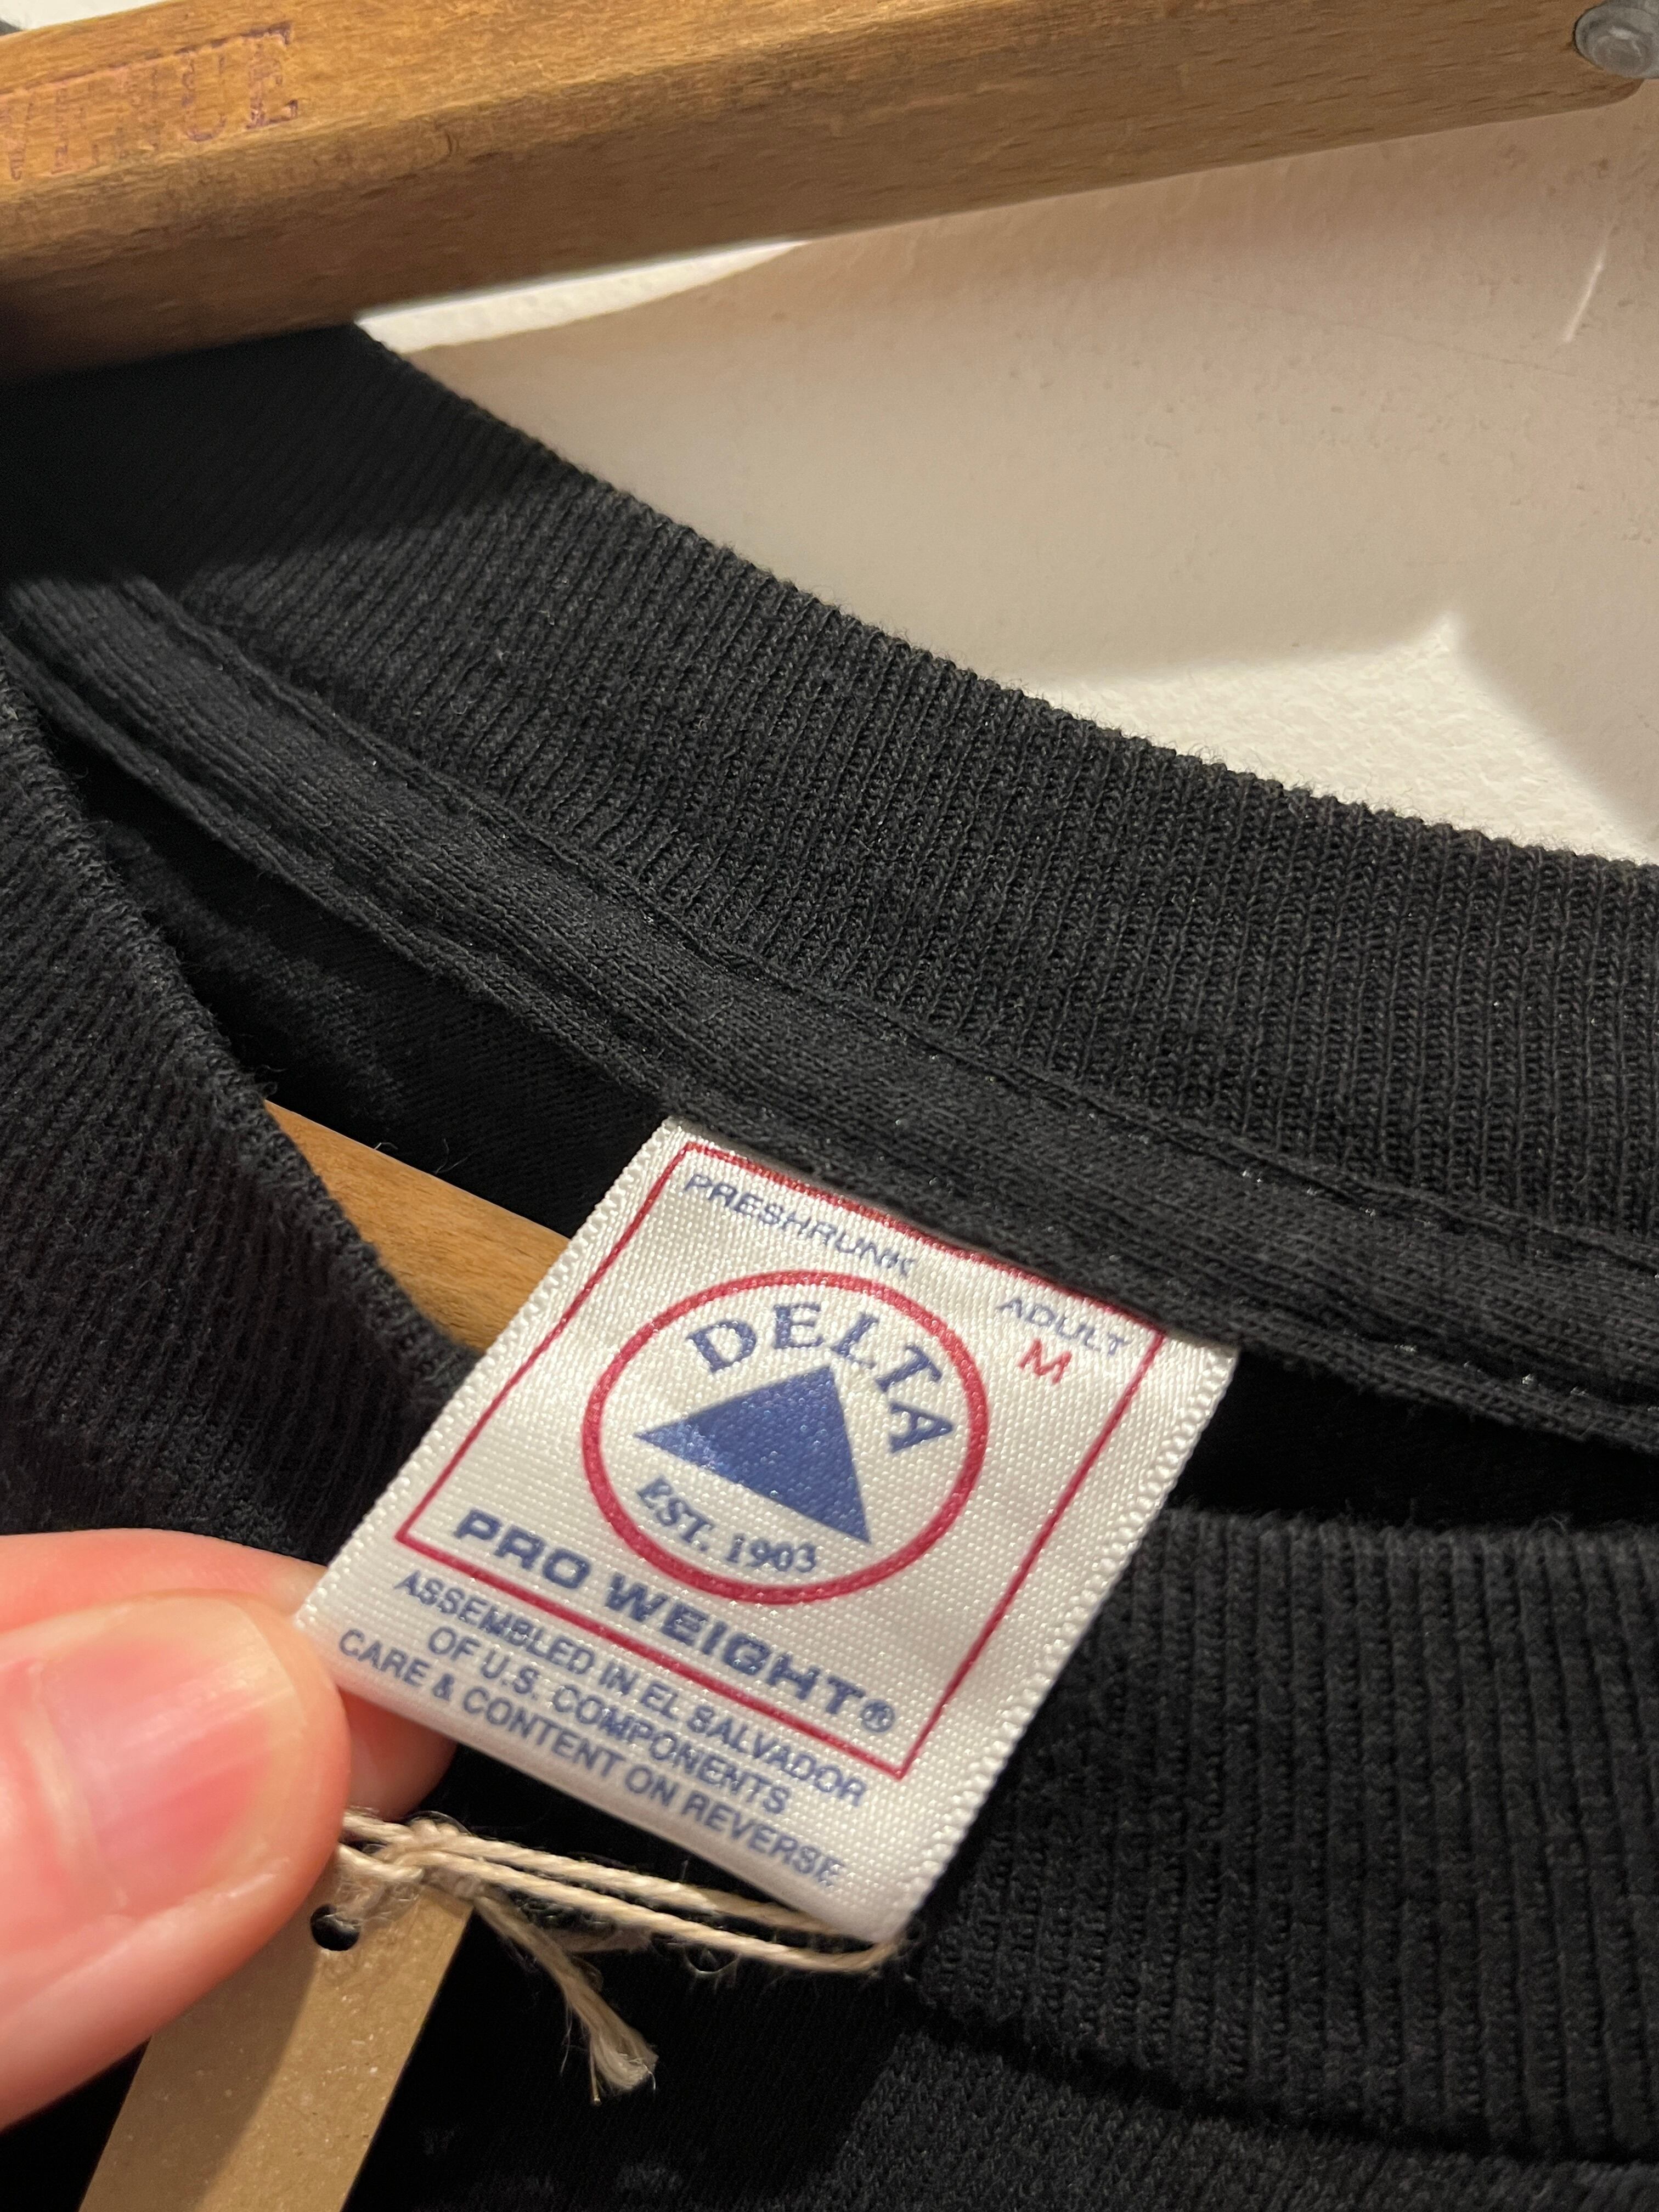 PRESHRUNK
ADULT
M
DELTA
EST. 1903
PRO WEIGHT®
ASSEMBLED IN EL SALVADOR
OF U.S. COMPONENTS
CARE & CONTENT ON REVERSE